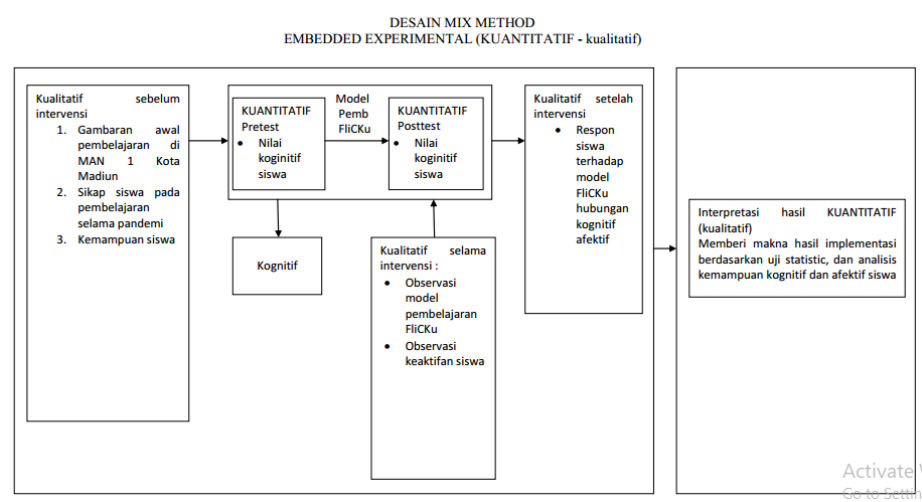 DESAIN MIX METHOD
EMBEDDED EXPERIMENTAL (KUANTITATIF - kualitatif)
Kualitatif sebelum
intervensi
1. Gambaran awal
pembelajaran di
MAN 1 Kota
Madiun
2. Sikap siswa pada
pembelajaran
selama pandemi
3. Kemampuan siswa
KUANTITATIF
Pretest
• Nilai
koginitif
siswa
Model
Pemb
FliCKu
KUANTITATIF
Posttest
• Nilai
koginitif
siswa
Kognitif
Kualitatif selama
intervensi :
• Observasi
model
pembelajaran
FliCKu
• Observasi
keaktifan siswa
Kualitatif setelah
intervensi
• Respon
siswa
terhadap
model
FliCKu
hubungan
kognitif
afektif
Interpretasi hasil KUANTITATIF
(kualitatif)
Memberi makna hasil implementasi
berdasarkan uji statistic, dan analisis
kemampuan kognitif dan afektif siswa
Activate
Go to